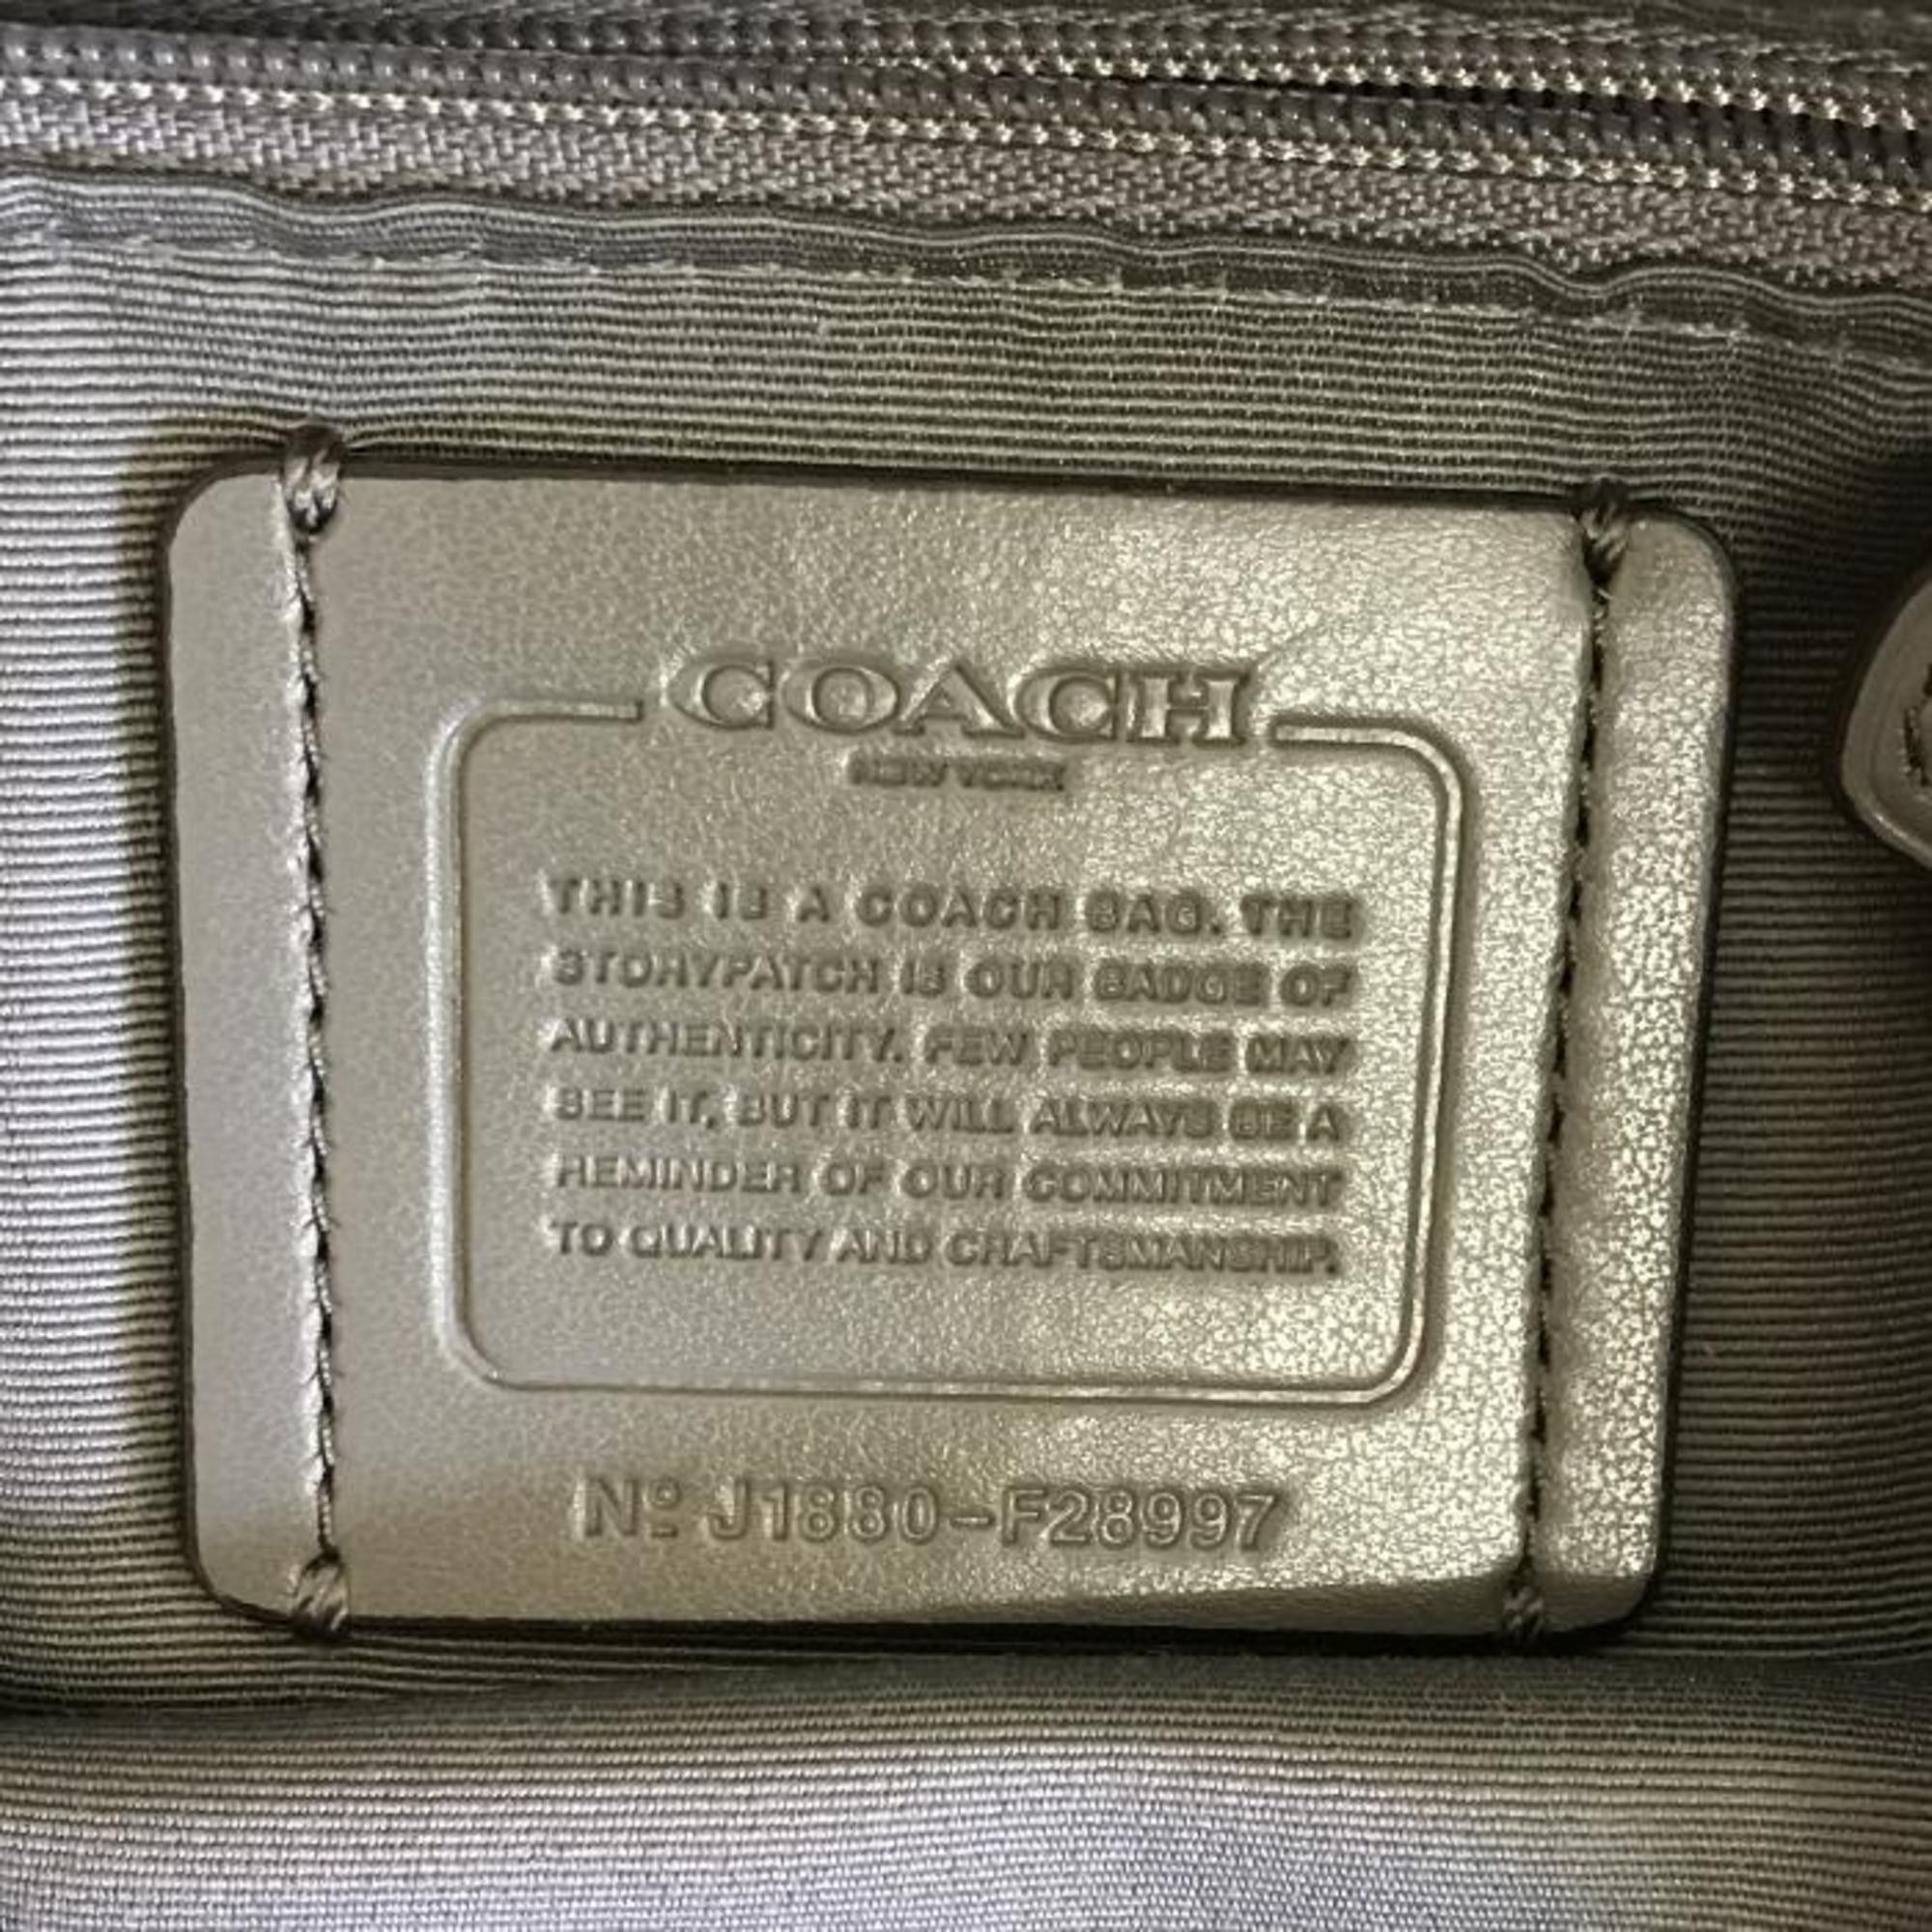 COACH
NEW YORK
THIS IS A COACH BAG. THE
STORYPATCH IS OUR BADGE OF
AUTHENTICITY. FEW PEOPLE MAY
SEE IT, BUT IT WILL ALWAYS BE A
REMINDER OF OUR COMMITMENT
TO QUALITY AND CRAFTSMANSHIP.
Nº J1880-F28997